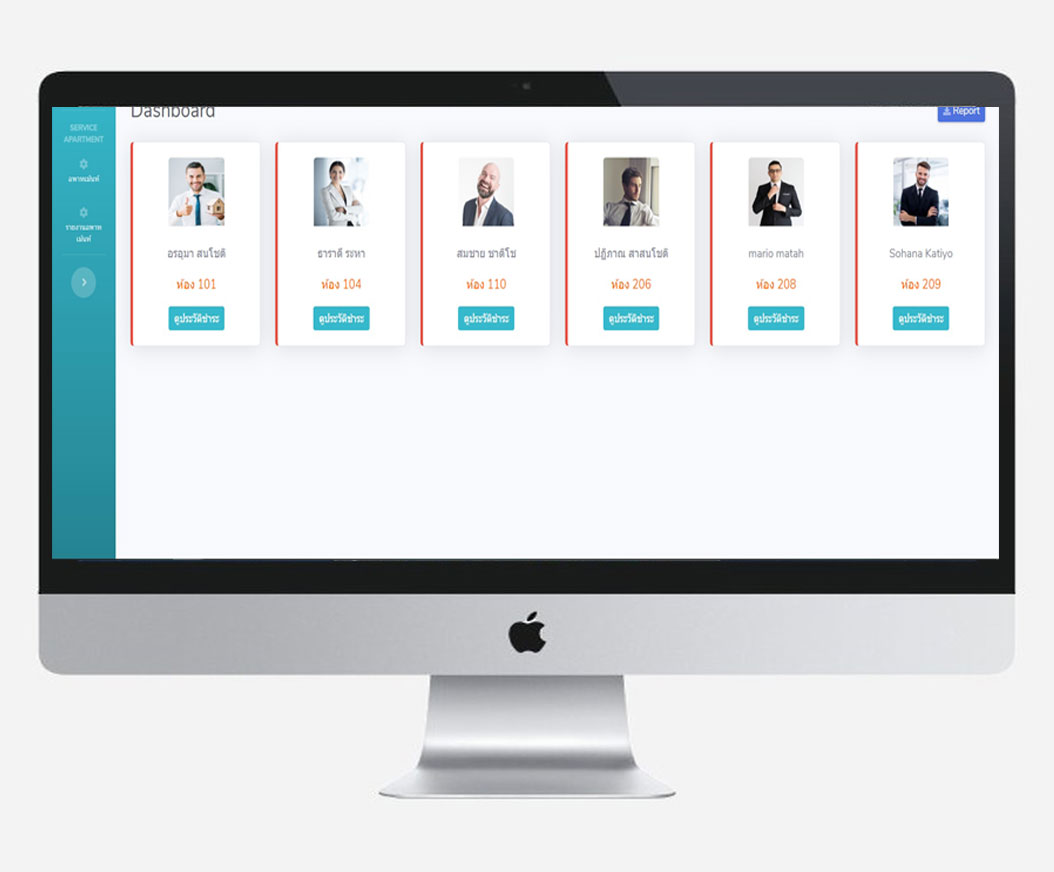 Dashboard
Report
SERVICE
APARTMENT
อพาทเม้นท์
รายงานอพาท
เม้นท์
อรอุมา สนโชติ
ธาราดี ระหา
สมชาย ชาติโช
ปฏิภาณ สาสนโชติ
mario matah
Sohana Katiyo
ห้อง 101
ห้อง 104
ห้อง 110
ห้อง 206
ห้อง 208
ห้อง 209
ดูประวัติชำระ
ดูประวัติชำระ
ดูประวัติชำระ
ดูประวัติชำระ
ดูประวัติชำระ
ดูประวัติชำระ